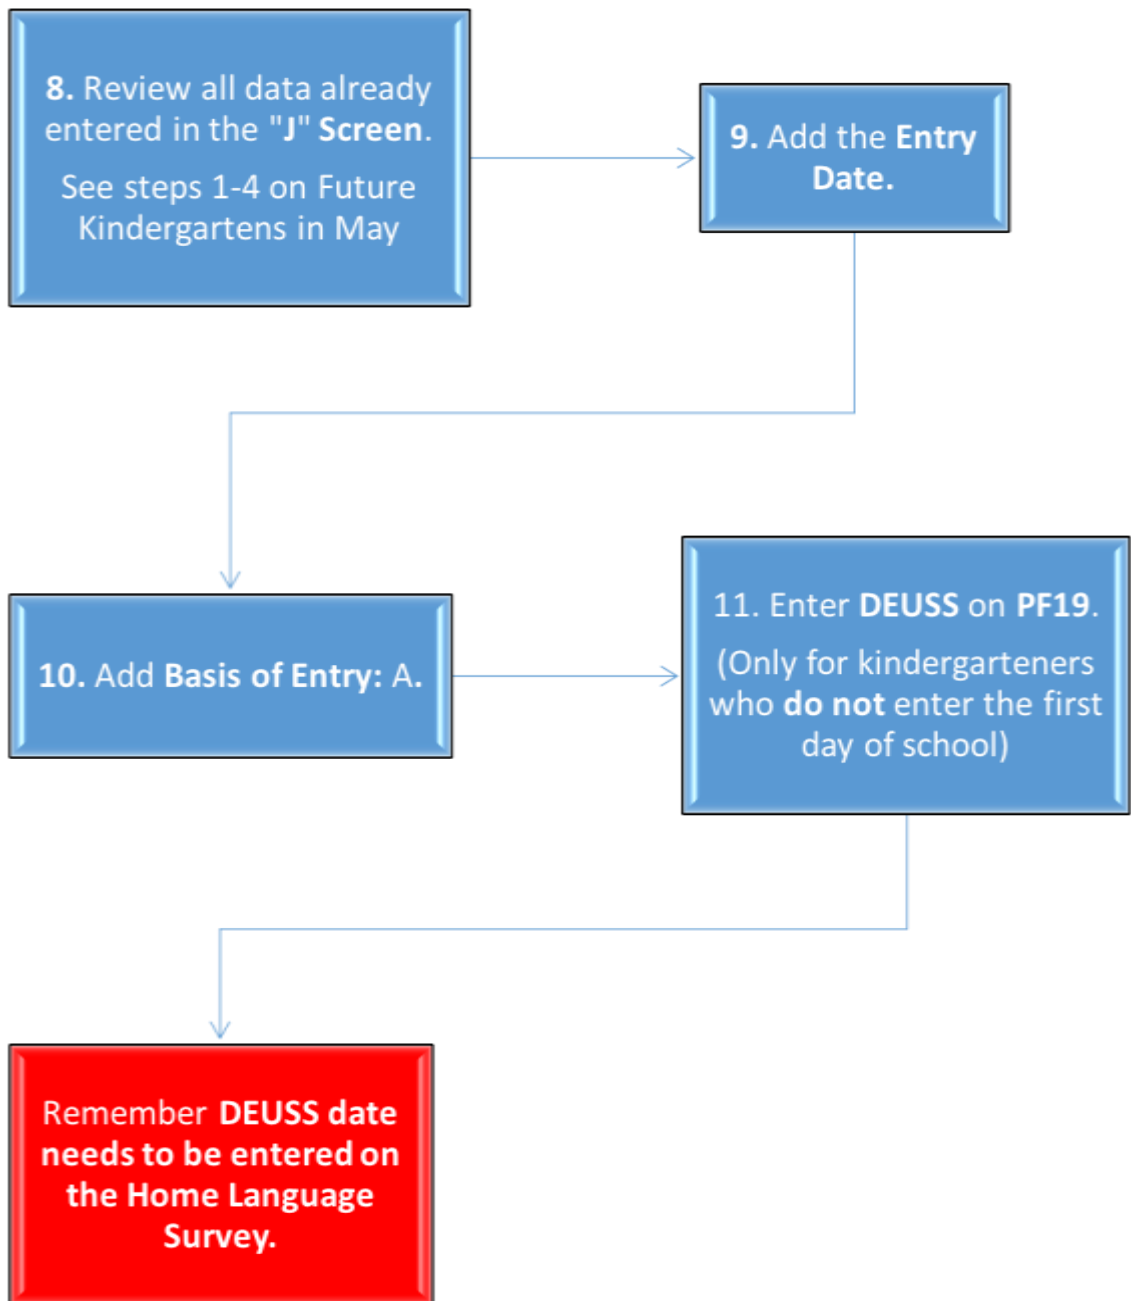 8. Review all data already
entered in the "J" Screen.
See steps 1-4 on Future
Kindergartens in May
9. Add the Entry
Date.
10. Add Basis of Entry: A.
11. Enter DEUSS on PF19.
(Only for kindergarteners
who do not enter the first
day of school)
Remember DEUSS date
needs to be entered on
the Home Language
Survey.